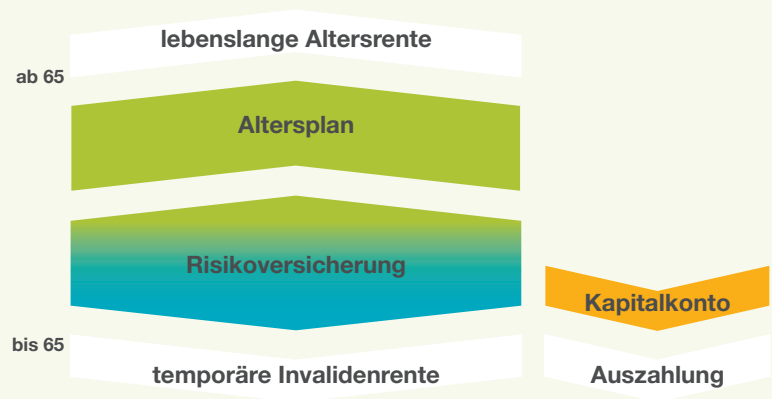 lebenslange Altersrente
ab 65
Altersplan
Risikoversicherung
Kapitalkonto
bis 65
temporäre Invalidenrente
Auszahlung